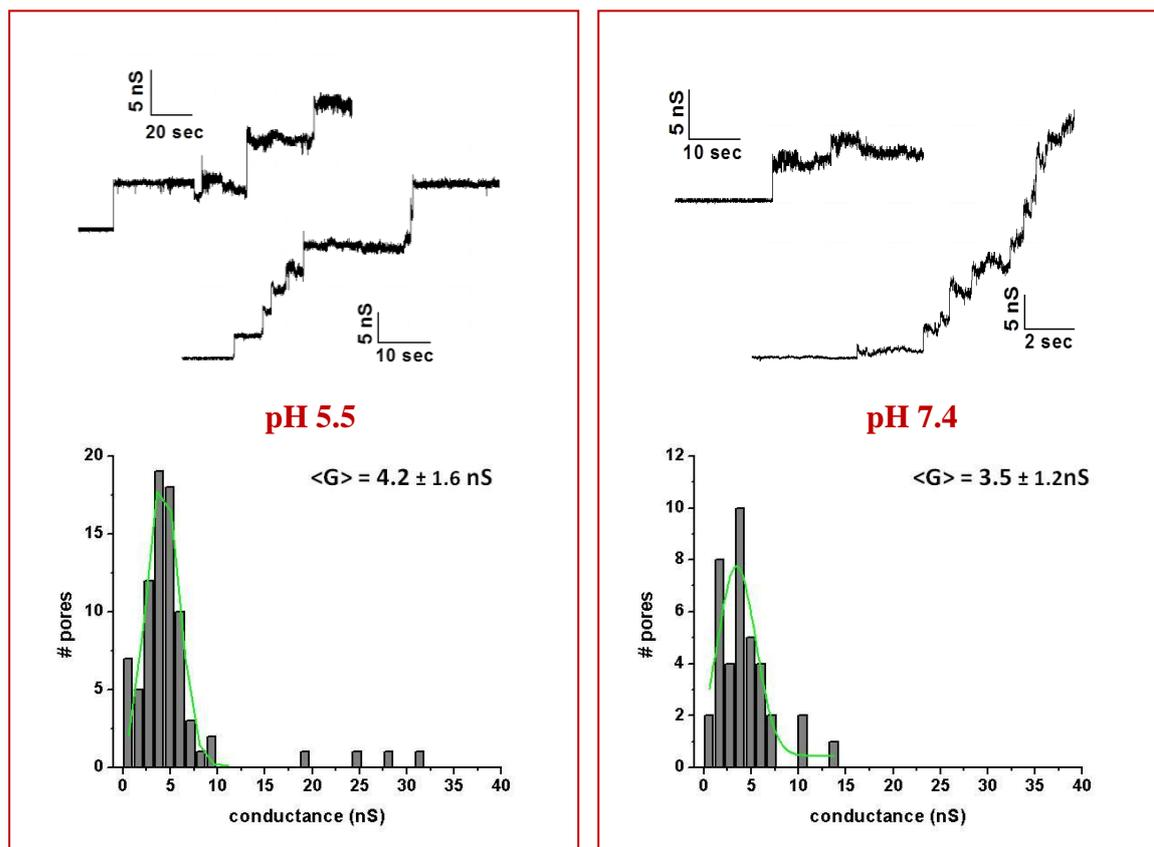 5 nS
20 sec
5 nS
10 sec
pH 5.5
<G> = 4.2 ± 1.6 nS
# pores
20
15
10
5
0
0 5 10 15 20 25 30 35 40
conductance (nS)
5 nS
10 sec
5 nS
2 sec
pH 7.4
<G> = 3.5 ± 1.2nS
# pores
12
10
8
6
4
2
0
0 5 10 15 20 25 30 35 40
conductance (nS)